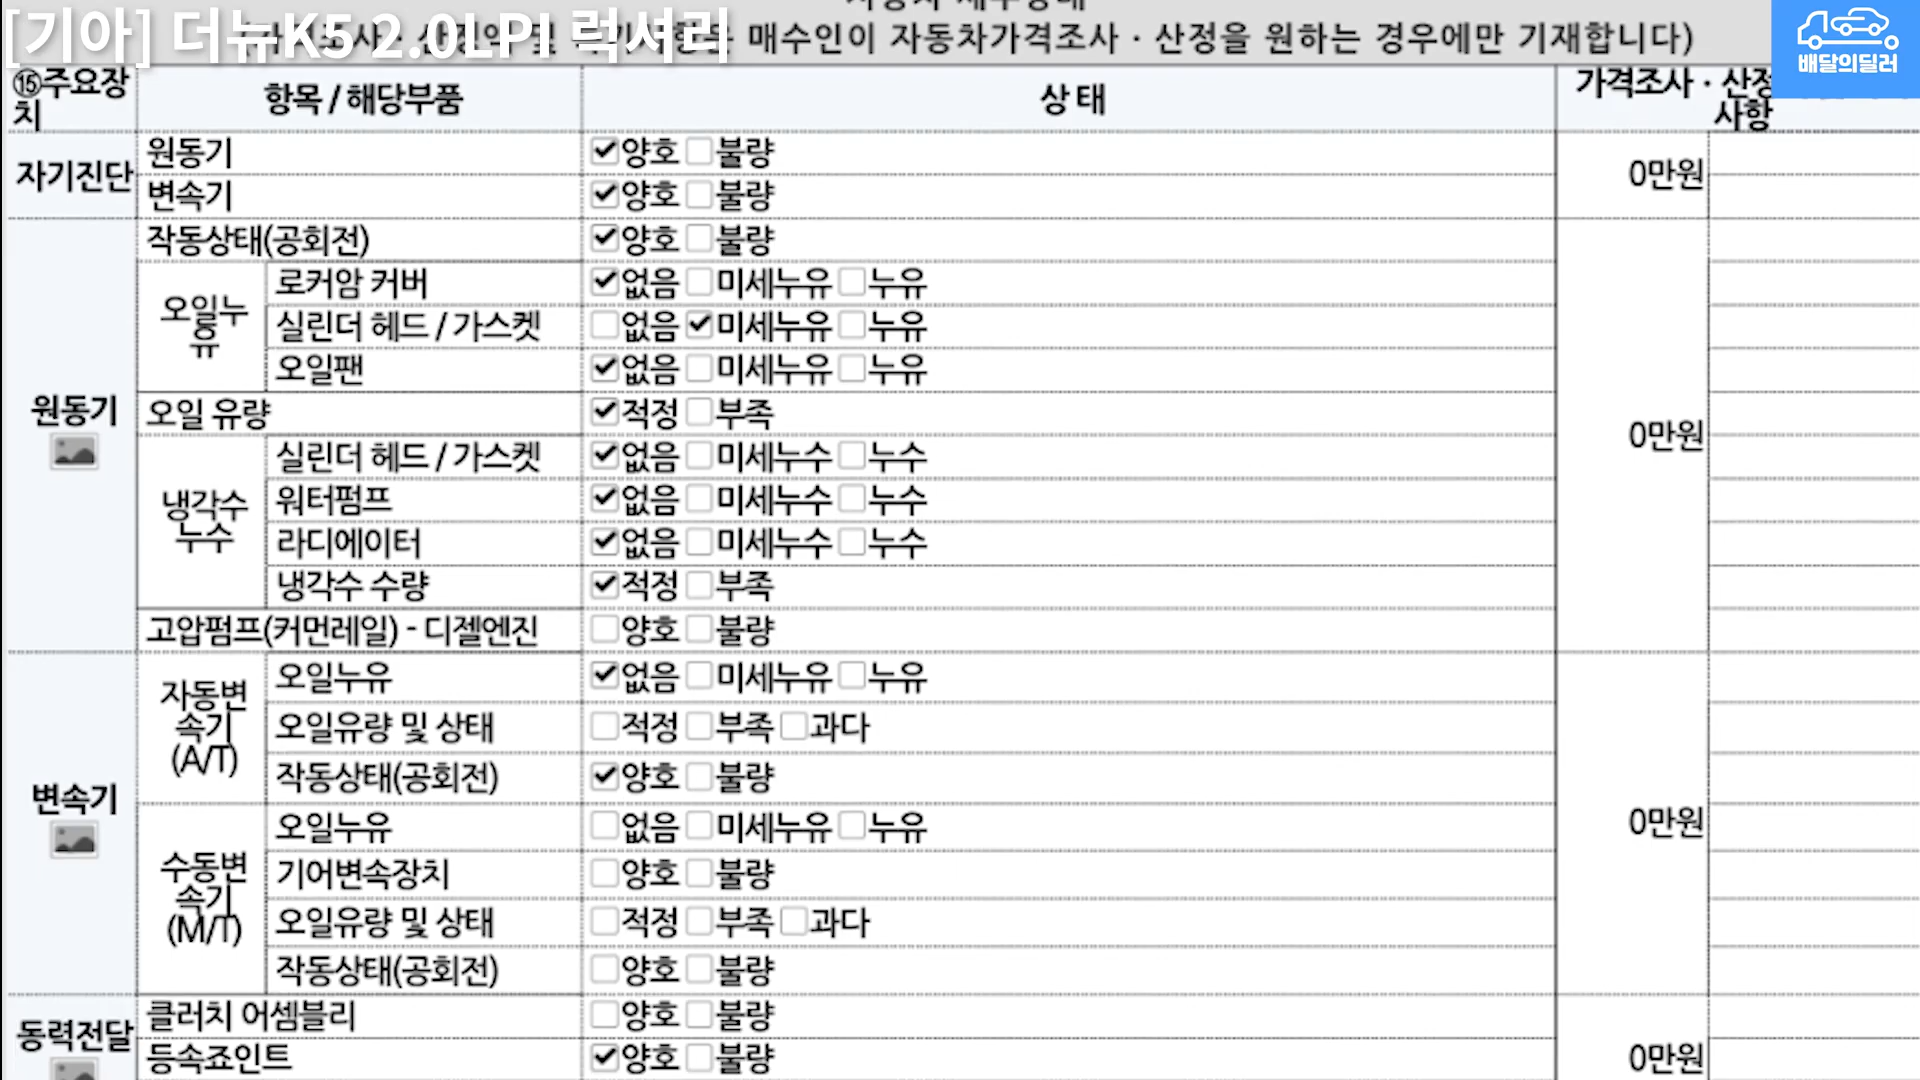 [기아] 더뉴K5 2.0LPI 럭셔리
매수인이 자동차가격조사 · 산정을 원하는 경우에만 기재합니다)
배달의딜러
⑮주요장
치
항목 / 해당부품
상 태
가격조사 · 산정
사항
자기진단
원동기
양호 불량
0만원
변속기
양호 불량
원동기
작동상태(공회전)
양호 불량
0만원
오일누
유
로커암 커버
없음 미세누유 누유
실린더 헤드 / 가스켓
없음 미세누유 누유
오일팬
없음 미세누유 누유
오일 유량
적정 부족
냉각수
누수
실린더 헤드 / 가스켓
없음 미세누수 누수
워터펌프
없음 미세누수 누수
라디에이터
없음 미세누수 누수
냉각수 수량
적정 부족
고압펌프(커먼레일) - 디젤엔진
양호 불량
변속기
자동변
속기
(A/T)
오일누유
없음 미세누유 누유
0만원
오일유량 및 상태
적정 부족 과다
작동상태(공회전)
양호 불량
수동변
속기
(M/T)
오일누유
없음 미세누유 누유
기어변속장치
양호 불량
오일유량 및 상태
적정 부족 과다
작동상태(공회전)
양호 불량
동력전달
클러치 어셈블리
양호 불량
0만원
등속죠인트
양호 불량